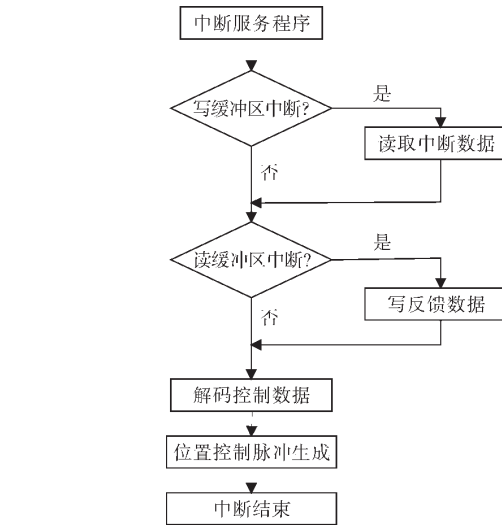 中断服务程序
写缓冲区中断?
是
读取中断数据
否
读缓冲区中断?
是
写反馈数据
否
解码控制数据
位置控制脉冲生成
中断结束